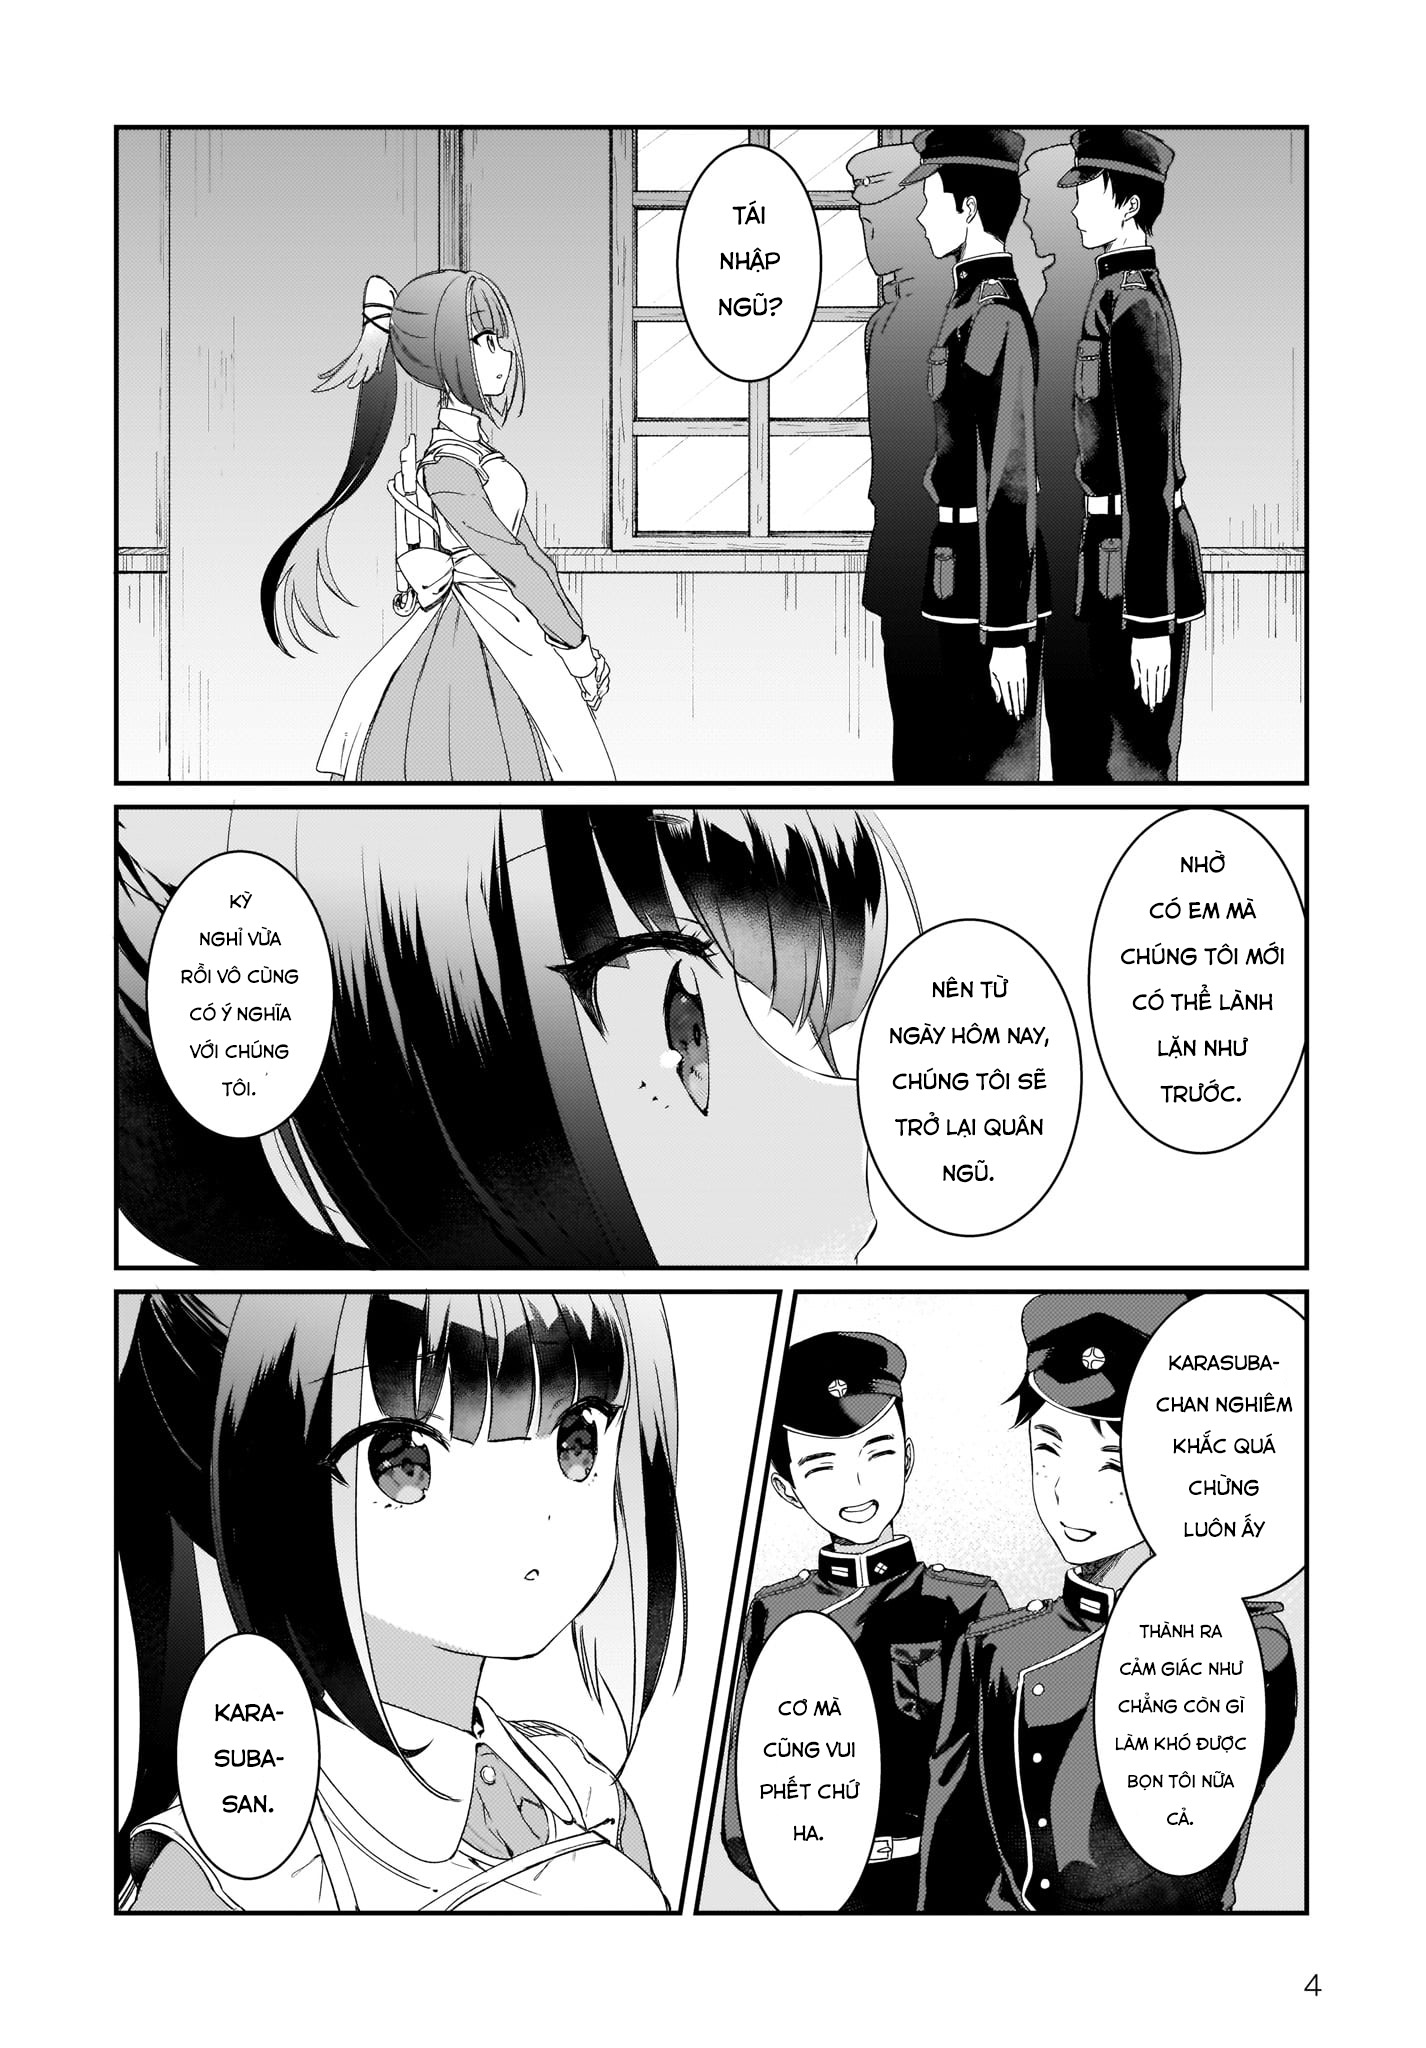 TÁI
NHẬP
NGŨ?
NHỜ
CÓ EM MÀ
CHÚNG TÔI MỚI
CÓ THỂ LÀNH
LẶN NHƯ
TRƯỚC.
NÊN TỪ
NGÀY HÔM NAY,
CHÚNG TÔI SẼ
TRỞ LẠI QUÂN
NGŨ.
KỲ
NGHỈ VỪA
RỒI VÔ CÙNG
CÓ Ý NGHĨA
VỚI CHÚNG
TÔI.
KARASUBA-
CHAN NGHIÊM
KHẮC QUÁ
CHỪNG
LUÔN ẤY
THÀNH RA
CẢM GIÁC NHƯ
CHẲNG CÒN GÌ
LÀM KHÓ ĐƯỢC
BỌN TÔI NỮA
CẢ.
CƠ MÀ
CŨNG VUI
PHẾT CHỨ
HA.
KARA-
SUBA-
SAN.
4